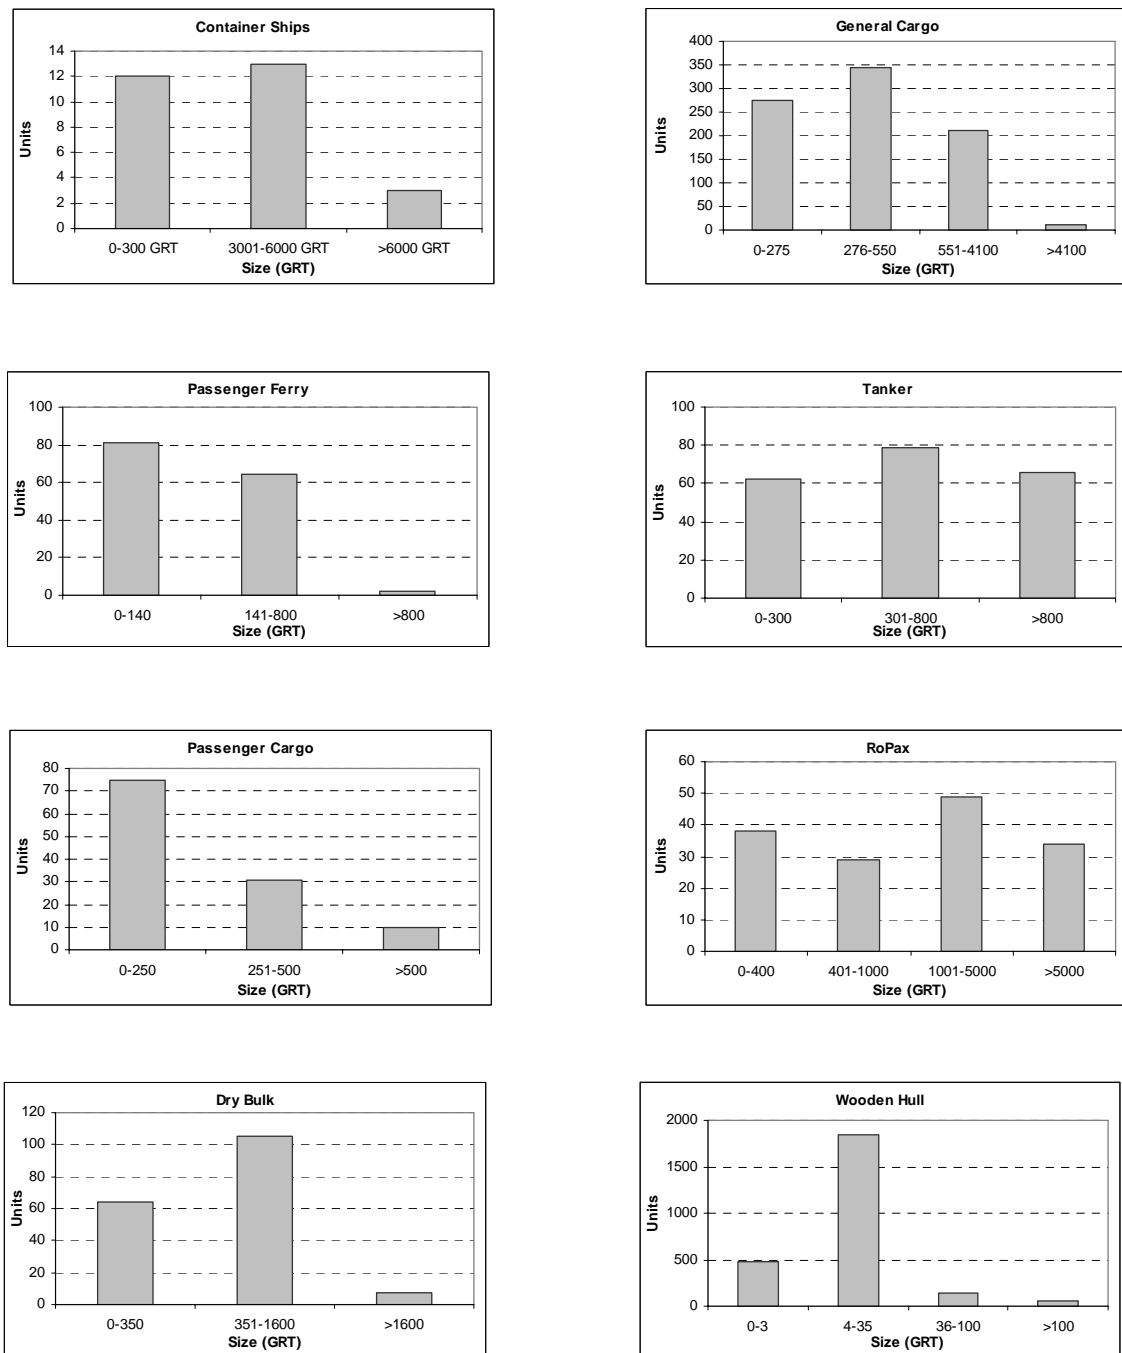 Container Ships
14
12
10
8
6
4
2
0
Units
0-300 GRT 3001-6000 GRT >6000 GRT
Size (GRT)
General Cargo
400
350
300
250
200
150
100
50
0
Units
0-275 276-550 551-4100 >4100
Size (GRT)
Passenger Ferry
100
80
60
40
20
0
Units
0-140 141-800 >800
Size (GRT)
Tanker
100
80
60
40
20
0
Units
0-300 301-800 >800
Size (GRT)
Passenger Cargo
80
70
60
50
40
30
20
10
0
Units
0-250 251-500 >500
Size (GRT)
RoPax
60
50
40
30
20
10
0
Units
0-400 401-1000 1001-5000 >5000
Size (GRT)
Dry Bulk
120
100
80
60
40
20
0
Units
0-350 351-1600 >1600
Size (GRT)
Wooden Hull
2000
1500
1000
500
0
Units
0-3 4-35 36-100 >100
Size (GRT)